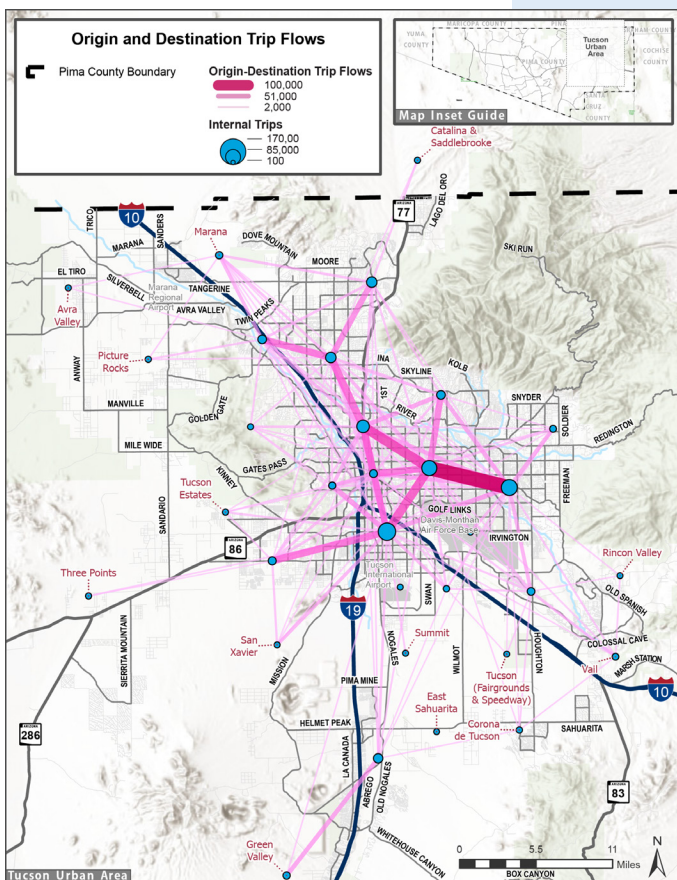 Origin and Destination Trip Flows
Pima County Boundary
Origin-Destination Trip Flows
100,000
51,000
2,000
Internal Trips
170,00
85,000
100
MARICOPA COUNTY
YUMA
COUNTY
PIMA COUNTY
COCHISE
COUNTY
SANTA
CRUZ
COUNTY
Tucson
Urban
Area
Map Inset Guide
Catalina &
Saddlebrooke
ARIZONA
77
LAGO DEL ORO
10
TRICO
SANDERS
MARANA
Marana
DOVE MOUNTAIN
MOORE
SKI RUN
EL TIRO
SILVERBELL
Marana
Regional
Airport
TANGERINE
AVRA VALLEY
TWIN PEAKS
Avra
Valley
Picture
Rocks
ANWAY
INA
SKYLINE
KOLB
1ST
RIVER
SNYDER
SOLDIER
REDINGTON
MANVILLE
GOLDEN GATE
MILE WIDE
GATES PASS
KINNEY
SANDARIO
Tucson
Estates
FREEMAN
GOLF LINKS
Davis-Monthan
Air Force Base
IRVINGTON
ARIZONA
86
Tucson
International
Airport
Three Points
SWAN
Rincon Valley
OLD SPANISH
19
SIERRITA MOUNTAIN
San
Xavier
MISSION
NOGALES
Summit
WILMOT
HOUGHTON
COLOSSAL CAVE
Vail
MARSH STATION
Tucson
(Fairgrounds
& Speedway)
PIMA MINE
10
East
Sahuarita
Corona
de Tucson
SAHUARITA
HELMET PEAK
ARIZONA
286
LA CANADA
ABREGO
OLD NOGALES
ARIZONA
83
WHITEHOUSE CANYON
Green
Valley
0
5.5
11
Miles
BOX CANYON
N
Tucson Urban Area